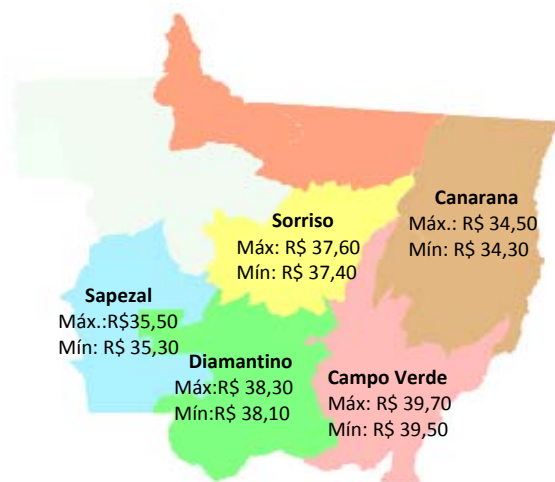 Canarana
Máx.: R$ 34,50
Mín: R$ 34,30
Sorriso
Máx: R$ 37,60
Mín: R$ 37,40
Sapezal
Máx.:R$35,50
Mín: R$ 35,30
Diamantino
Máx:R$ 38,30
Mín:R$ 38,10
Campo Verde
Máx: R$ 39,70
Mín: R$ 39,50